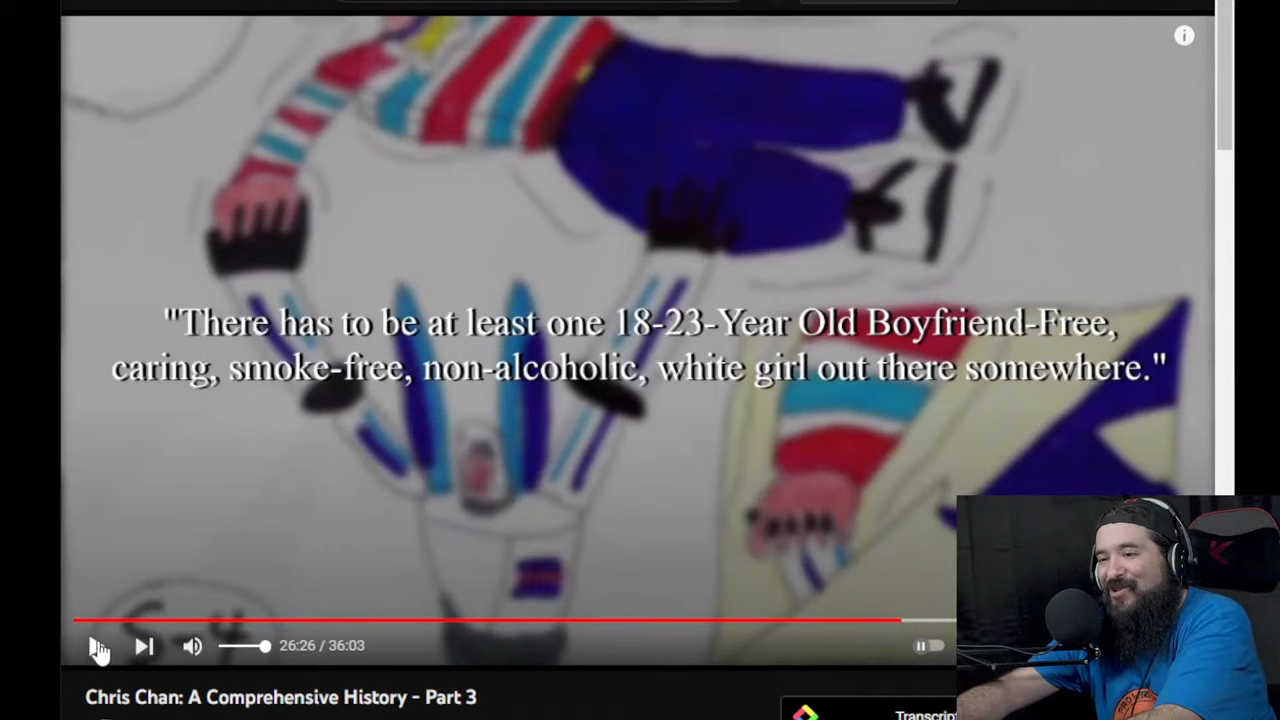 "There has to be at least one 18-23-Year Old Boyfriend-Free,
caring, smoke-free, non-alcoholic, white girl out there somewhere."
26:26 / 36:03
Chris Chan: A Comprehensive History - Part 3